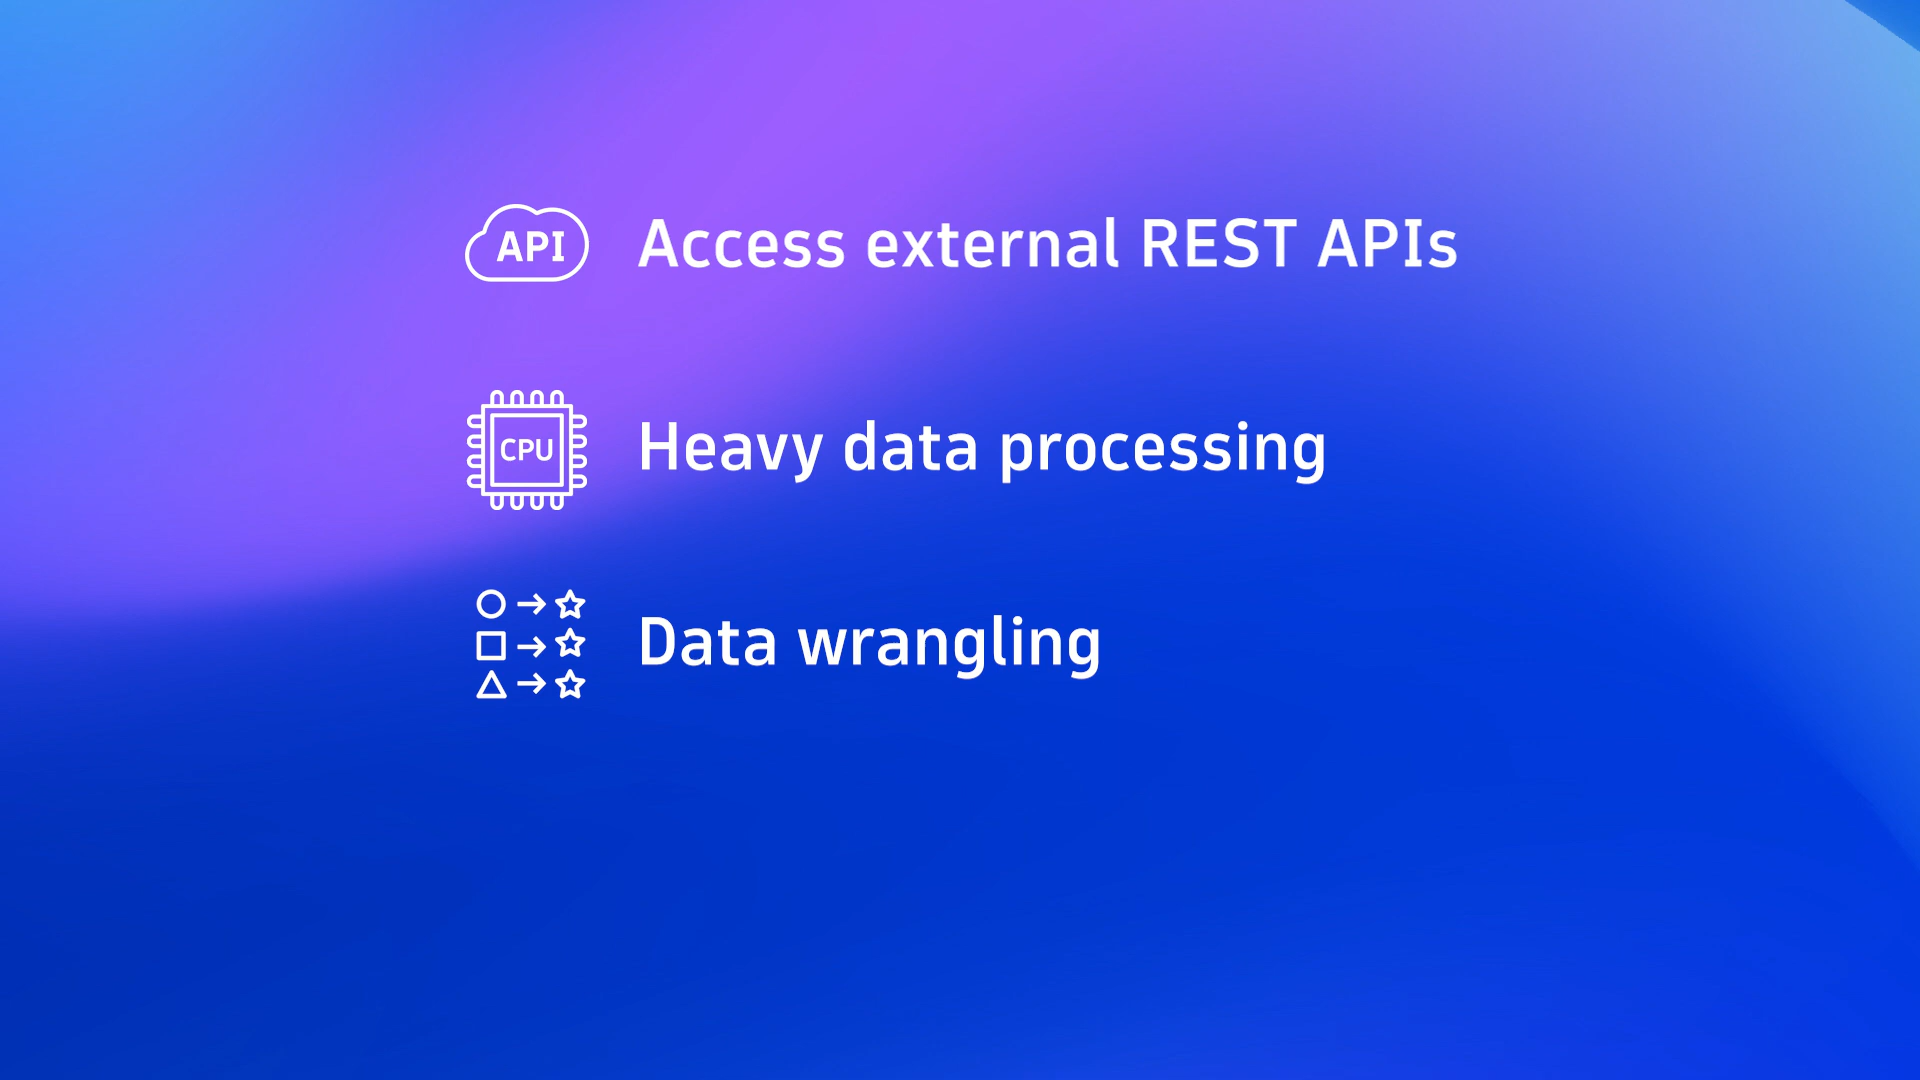 API
Access external REST APIs
CPU
Heavy data processing
Data wrangling